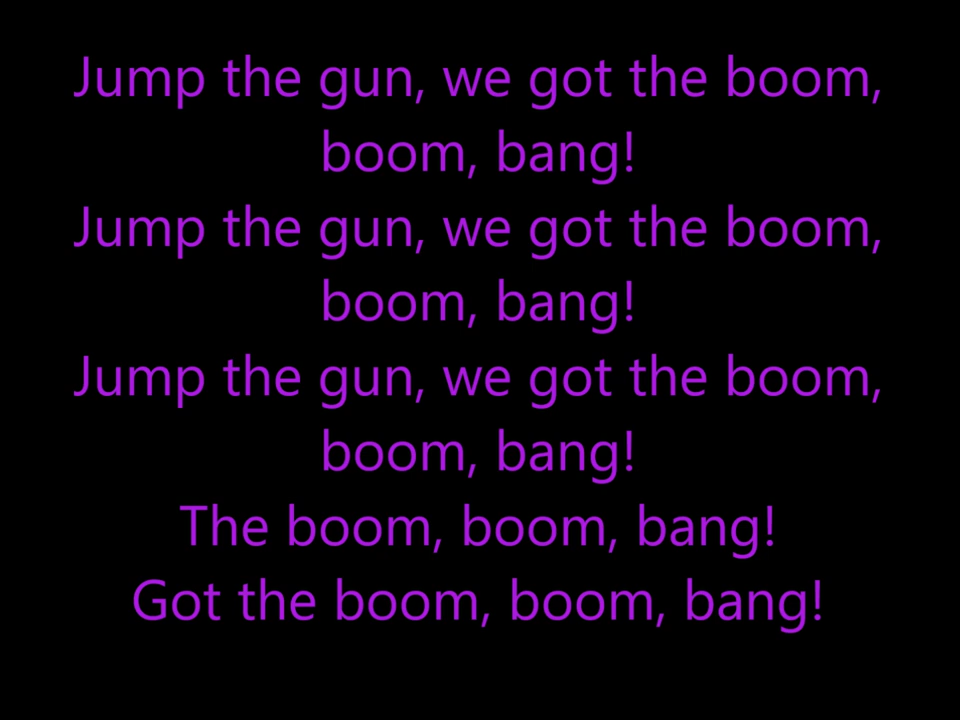 Jump the gun, we got the boom,
boom, bang!
Jump the gun, we got the boom,
boom, bang!
Jump the gun, we got the boom,
boom, bang!
The boom, boom, bang!
Got the boom, boom, bang!